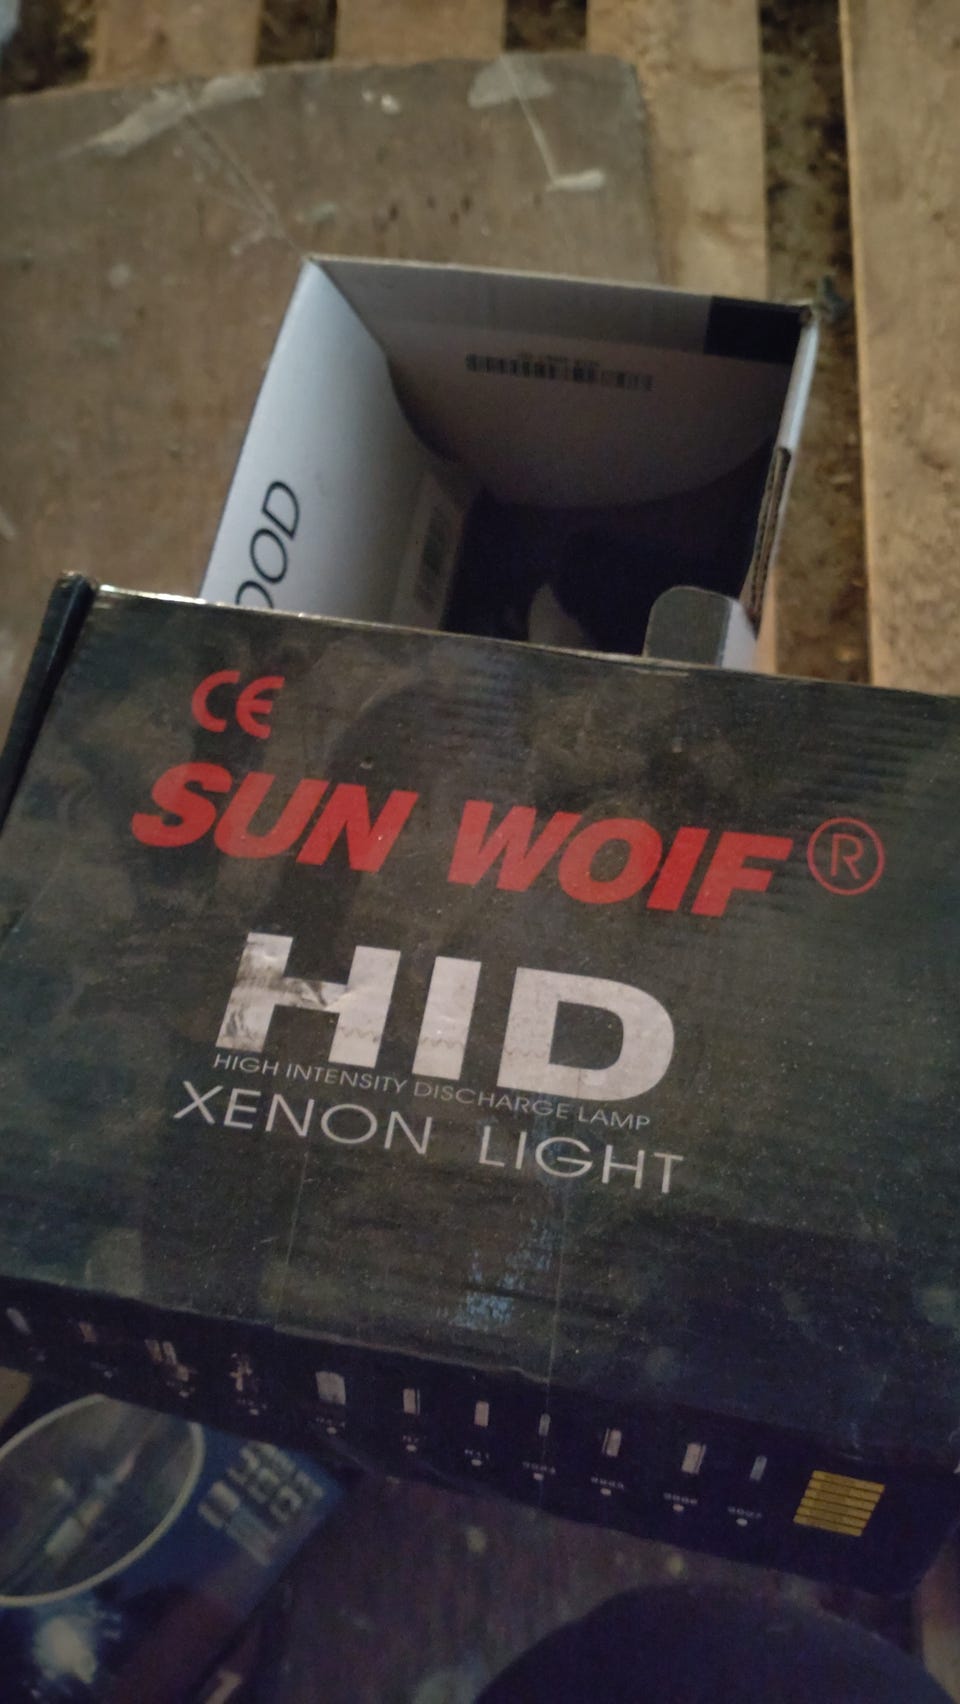 OOD
CE
SUN WOIF ®
HID
HIGH INTENSITY DISCHARGE LAMP
XENON LIGHT